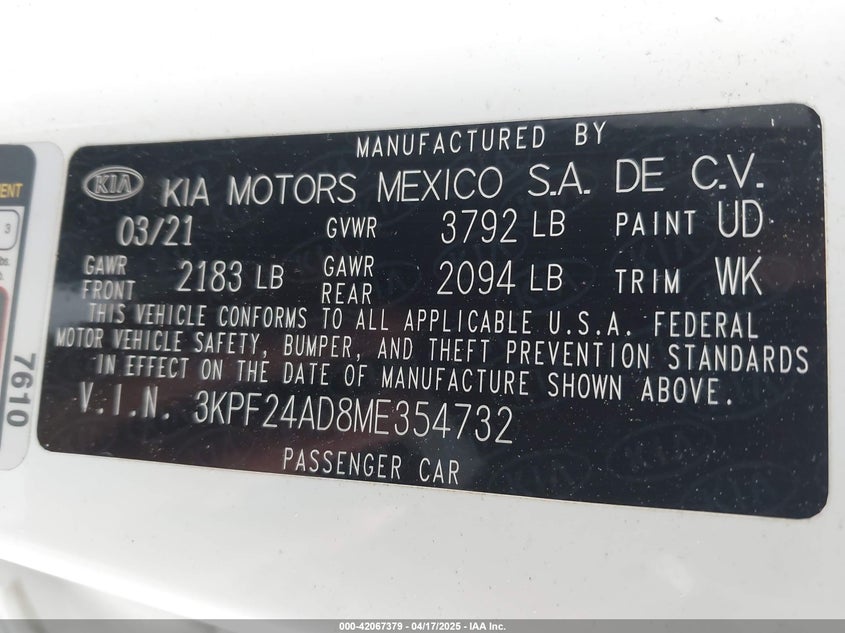 MANUFACTURED BY
KIA KIA MOTORS MEXICO S.A. DE C.V.
03/21 GVWR 3792 LB PAINT UD
GAWR FRONT 2183 LB GAWR REAR 2094 LB TRIM WK
THIS VEHICLE CONFORMS TO ALL APPLICABLE U.S.A. FEDERAL
MOTOR VEHICLE SAFETY, BUMPER, AND THEFT PREVENTION STANDARDS
IN EFFECT ON THE DATE OF MANUFACTURE SHOWN ABOVE.
V.I.N. 3KPF24AD8ME354732
PASSENGER CAR
3
7610
000-42067379 - 04/17/2025 - IAA Inc.